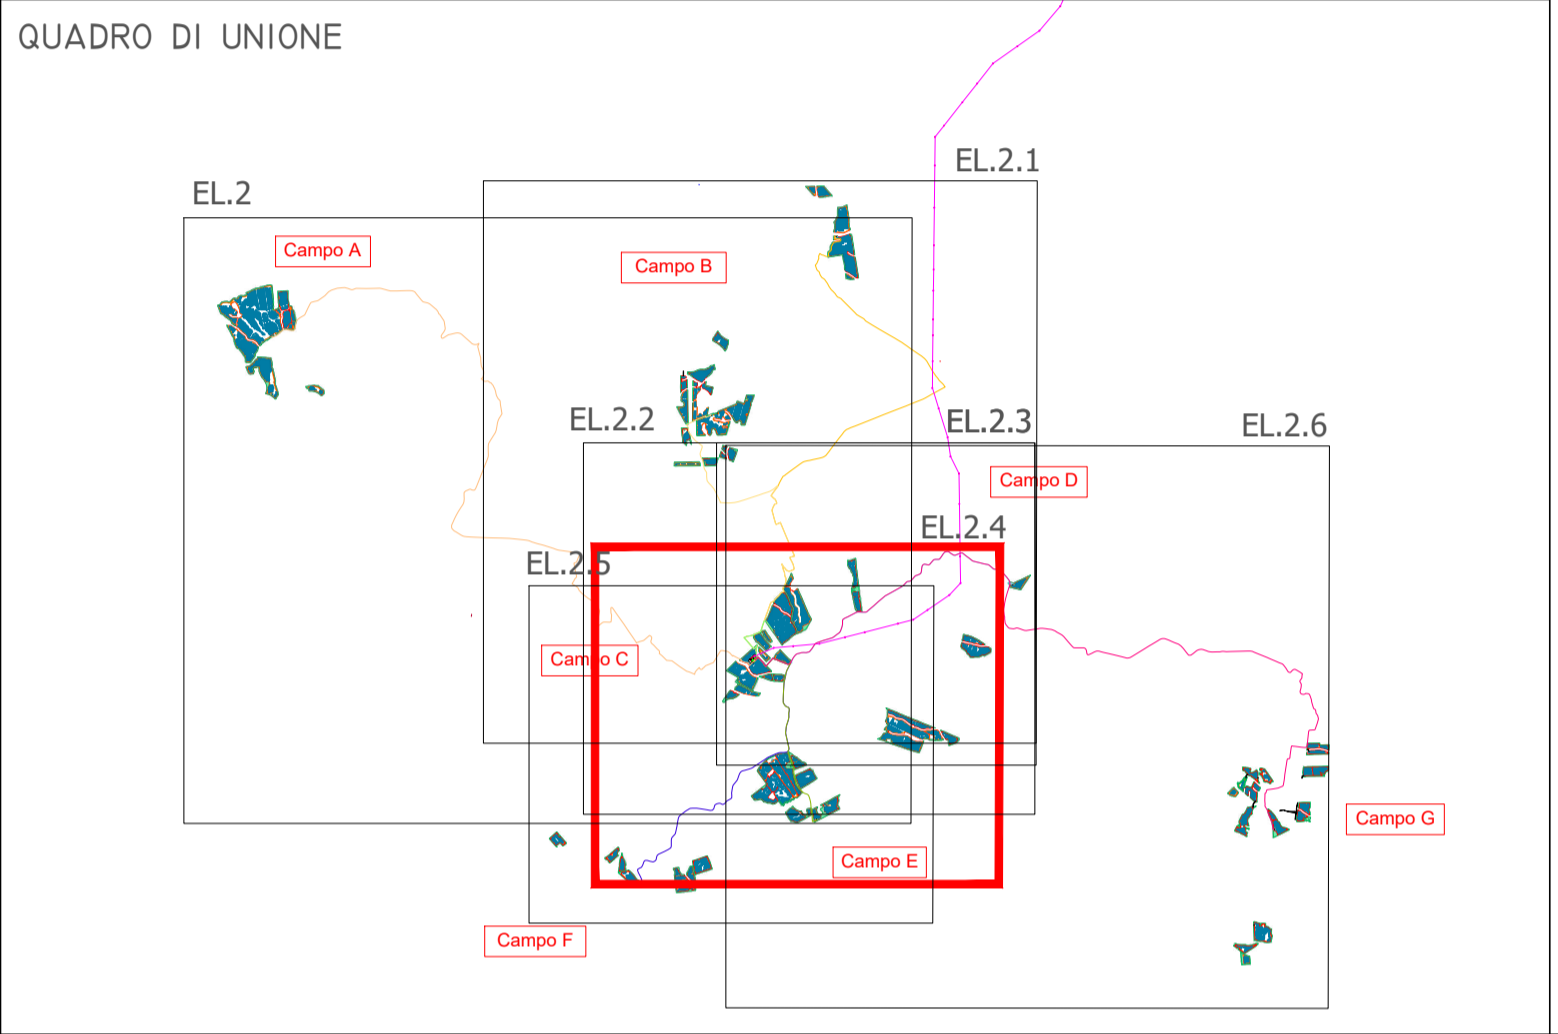 QUADRO DI UNIONE
EL.2.1
EL.2
Campo A
Campo B
EL.2.2
EL.2.3
EL.2.6
Campo D
EL.2.4
EL.2.5
Campo C
Campo G
Campo E
Campo F